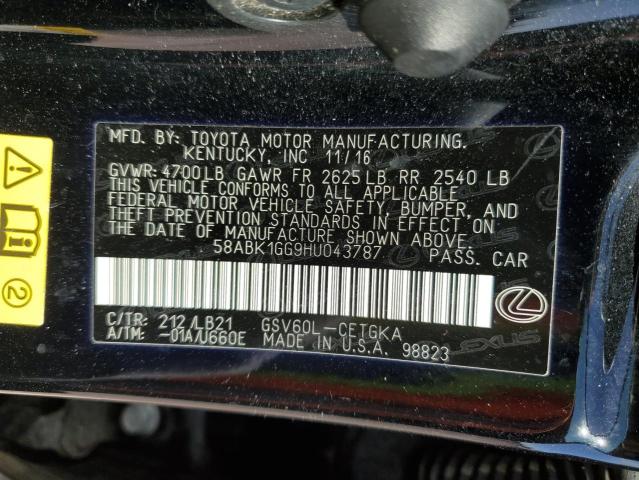 MFD. BY: TOYOTA MOTOR MANUFACTURING.
KENTUCKY, INC 11/16
GVWR: 4700LB GAWR FR 2625LB RR 2540 LB
THIS VEHICLE CONFORMS TO ALL APPLICABLE
FEDERAL MOTOR VEHICLE SAFETY, BUMPER, AND
THEFT PREVENTION STANDARDS IN EFFECT ON
THE DATE OF MANUFACTURE SHOWN ABOVE.
58ABK1GG9HU043787 PASS. CAR
C/TR: 212/LB21 GSV60L-CETGKA
A/TM: -01A/U660E MADE IN U.S.A. 98823
2
LEXUS